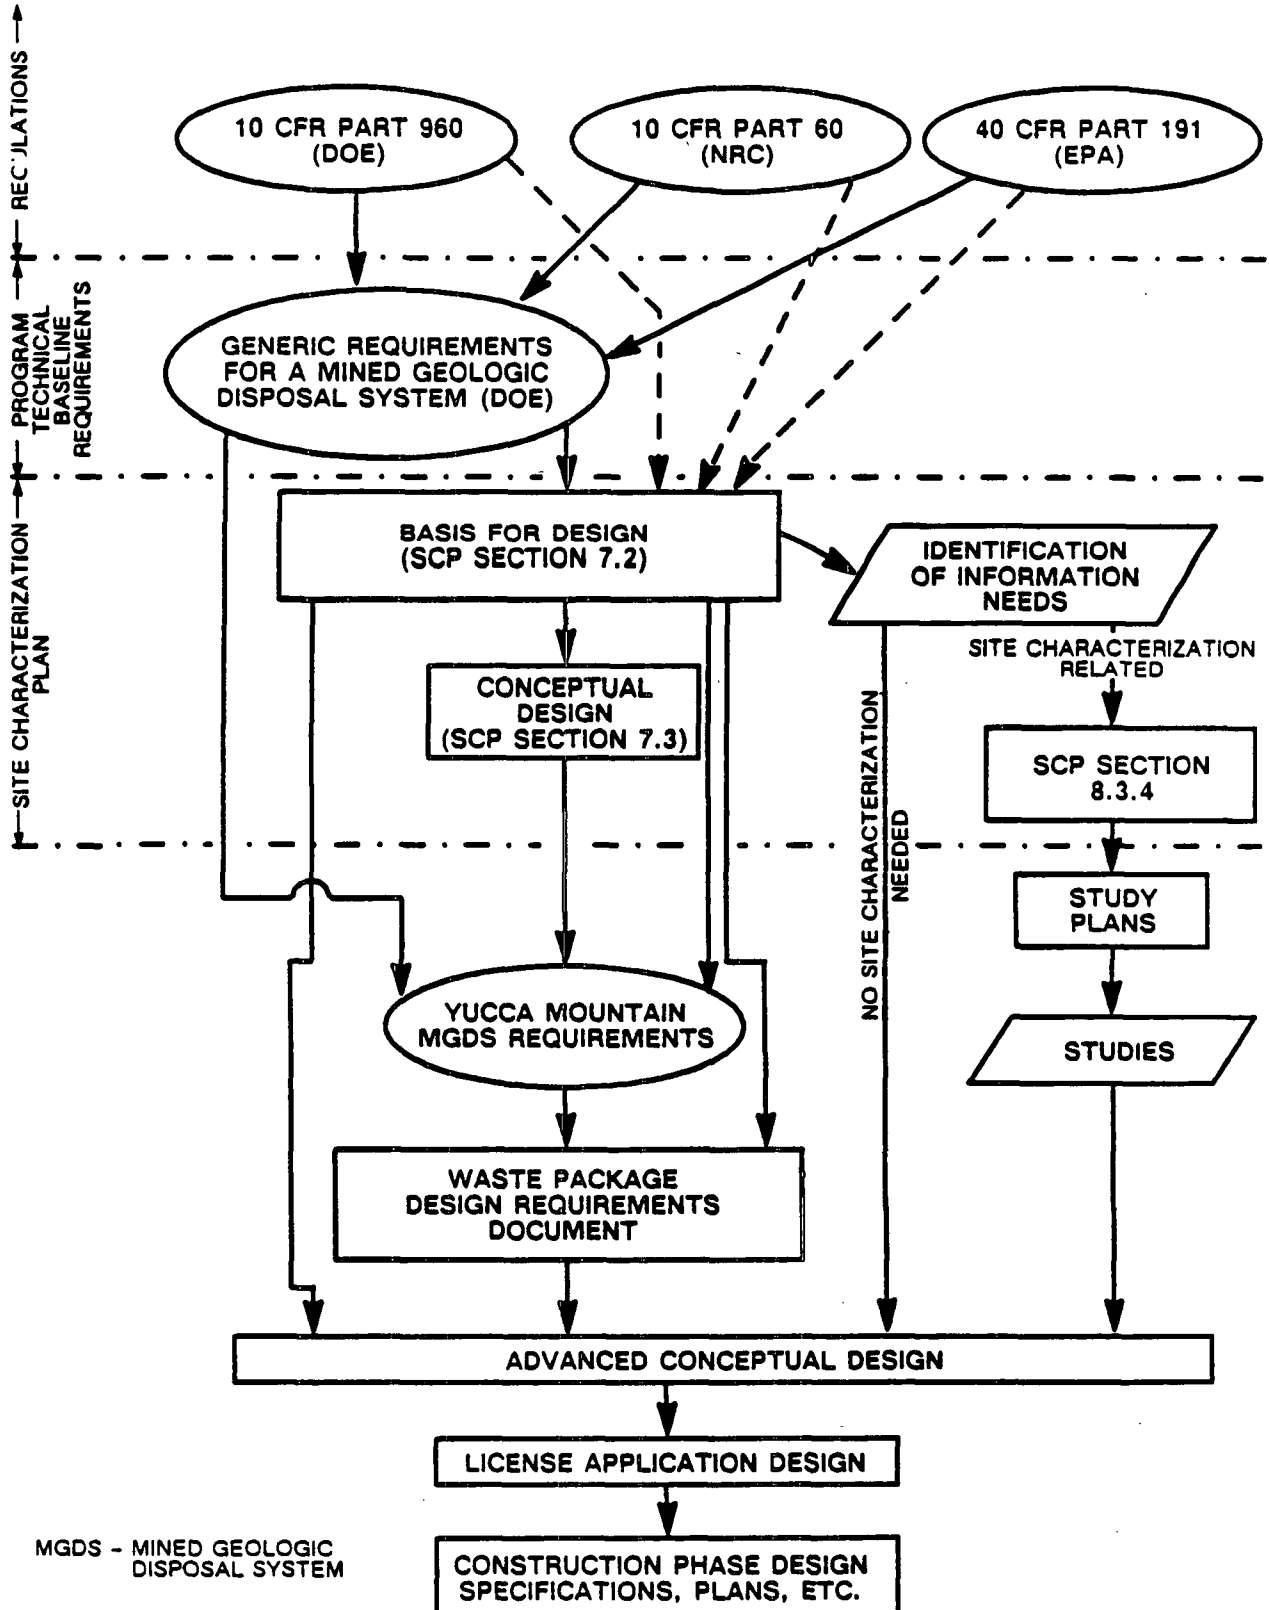 REGULATIONS
10 CFR PART 960
(DOE)
10 CFR PART 60
(NRC)
40 CFR PART 191
(EPA)
PROGRAM
TECHNICAL
BASELINE
REQUIREMENTS
GENERIC REQUIREMENTS
FOR A MINED GEOLOGIC
DISPOSAL SYSTEM (DOE)
SITE CHARACTERIZATION
PLAN
BASIS FOR DESIGN
(SCP SECTION 7.2)
IDENTIFICATION
OF INFORMATION
NEEDS
SITE CHARACTERIZATION
RELATED
CONCEPTUAL
DESIGN
(SCP SECTION 7.3)
NO SITE CHARACTERIZATION
NEEDED
SCP SECTION
8.3.4
STUDY
PLANS
YUCCA MOUNTAIN
MGDS REQUIREMENTS
STUDIES
WASTE PACKAGE
DESIGN REQUIREMENTS
DOCUMENT
ADVANCED CONCEPTUAL DESIGN
LICENSE APPLICATION DESIGN
MGDS - MINED GEOLOGIC
DISPOSAL SYSTEM
CONSTRUCTION PHASE DESIGN
SPECIFICATIONS, PLANS, ETC.